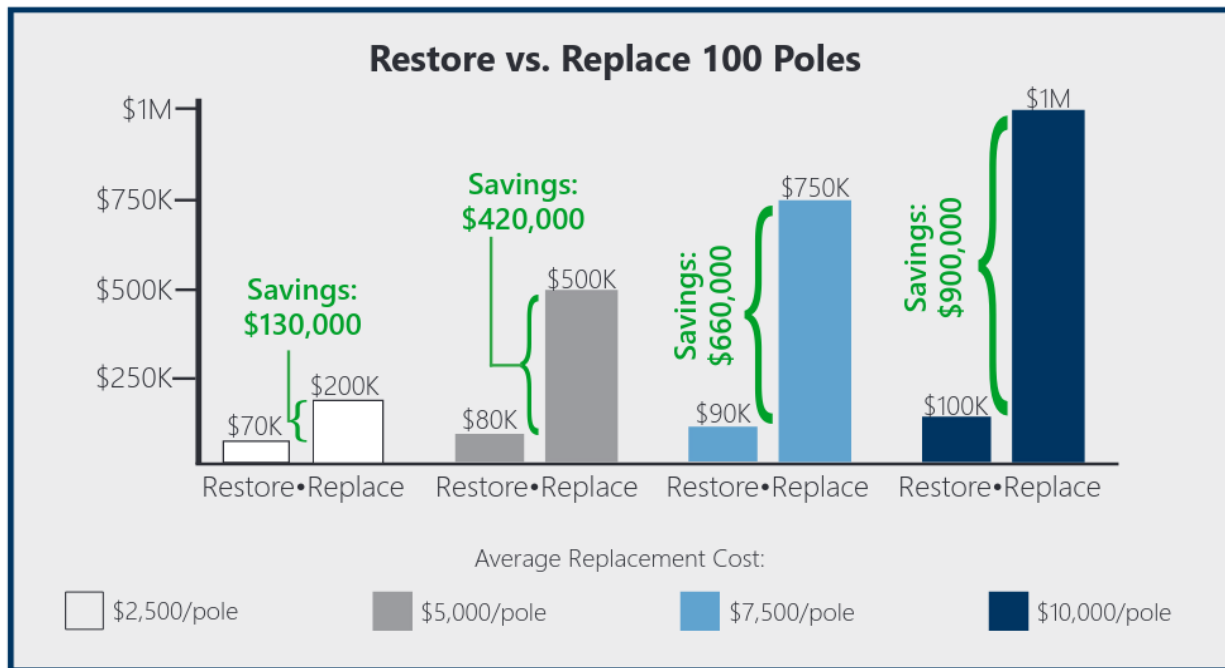 Restore vs. Replace 100 Poles
$1M
$750K
$500K
$250K
Savings:
$130,000
$70K
$200K
Savings:
$420,000
$80K
$500K
Savings:
$660,000
$90K
$750K
Savings:
$900,000
$100K
$1M
Restore•Replace
Restore•Replace
Restore•Replace
Restore•Replace
Average Replacement Cost:
$2,500/pole
$5,000/pole
$7,500/pole
$10,000/pole